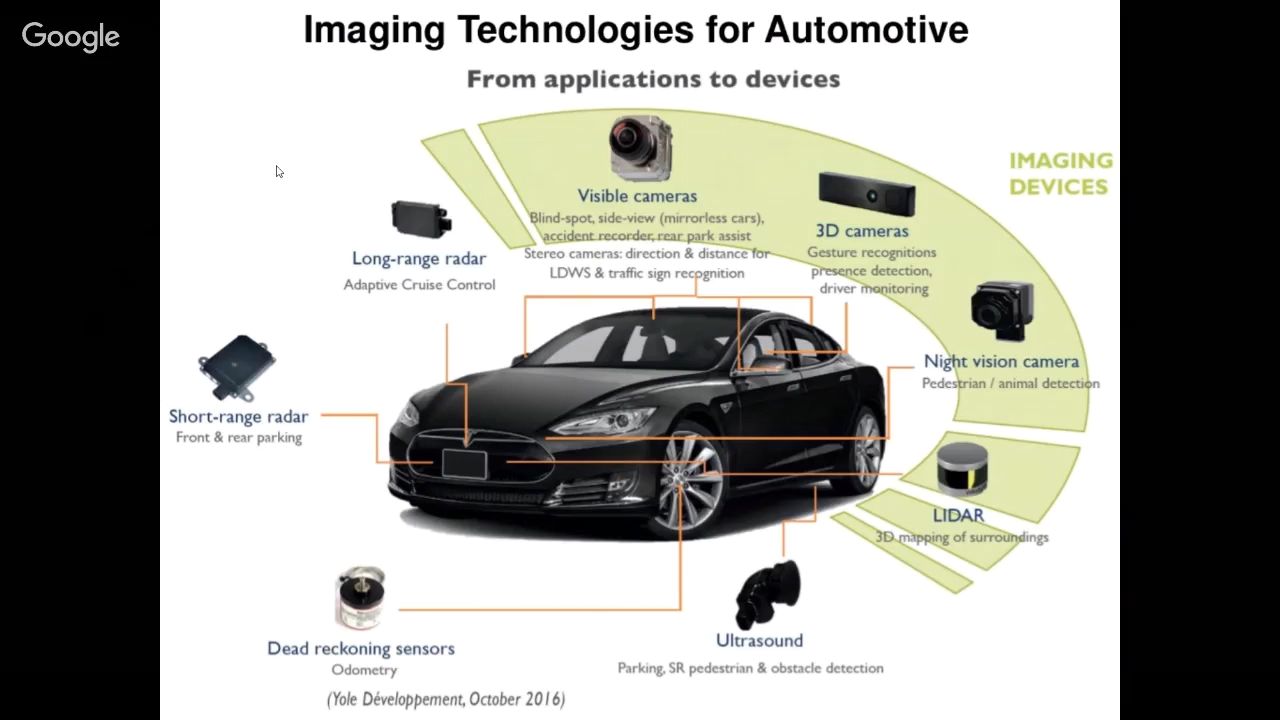 Google
Imaging Technologies for Automotive
From applications to devices
IMAGING
DEVICES
Visible cameras
Blind-spot, side-view (mirrorless cars),
accident recorder, rear park assist
Stereo cameras: direction & distance for
LDWS & traffic sign recognition
3D cameras
Gesture recognitions
presence detection,
driver monitoring
Long-range radar
Adaptive Cruise Control
Night vision camera
Pedestrian / animal detection
Short-range radar
Front & rear parking
LIDAR
3D mapping of surroundings
Dead reckoning sensors
Odometry
Ultrasound
Parking, SR pedestrian & obstacle detection
(Yole Développement, October 2016)